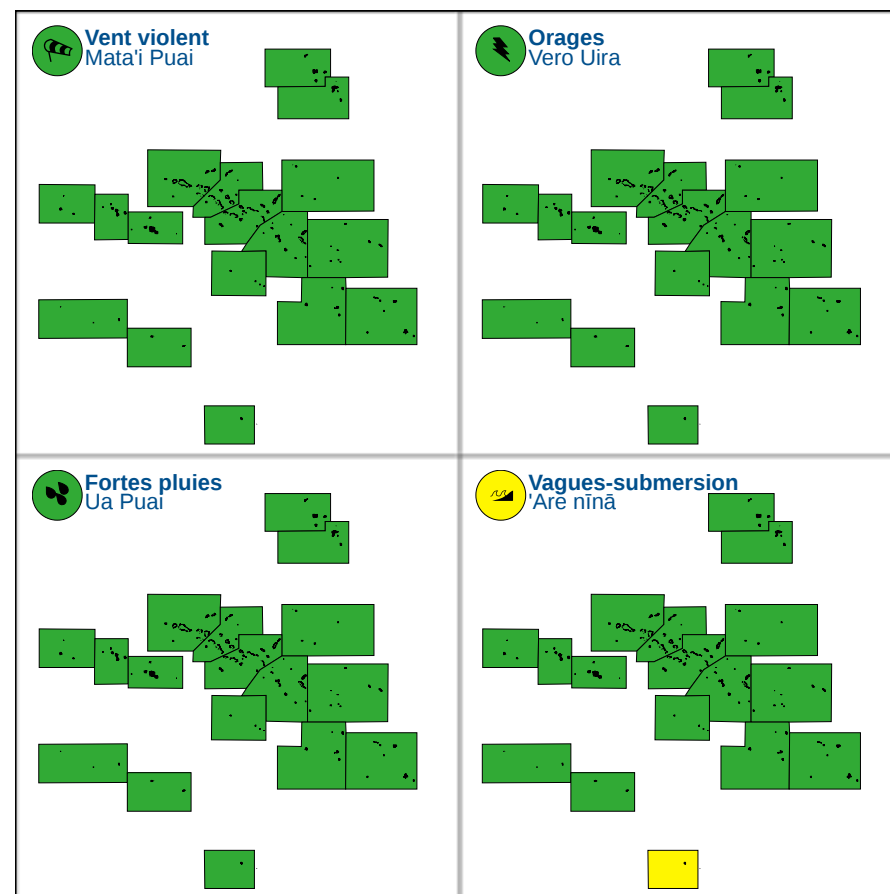 Vent violent
Mata'i Puai
Orages
Vero Uira
Fortes pluies
Ua Puai
Vagues-submersion
'Are nīnā